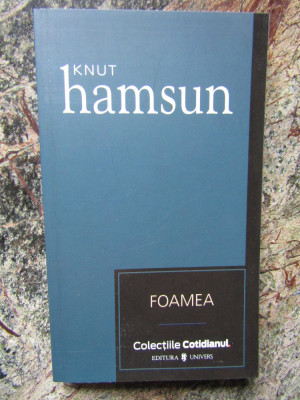 KNUT
hamsun
FOAMEA
Colecțiile Cotidianul
EDITURA UNIVERS